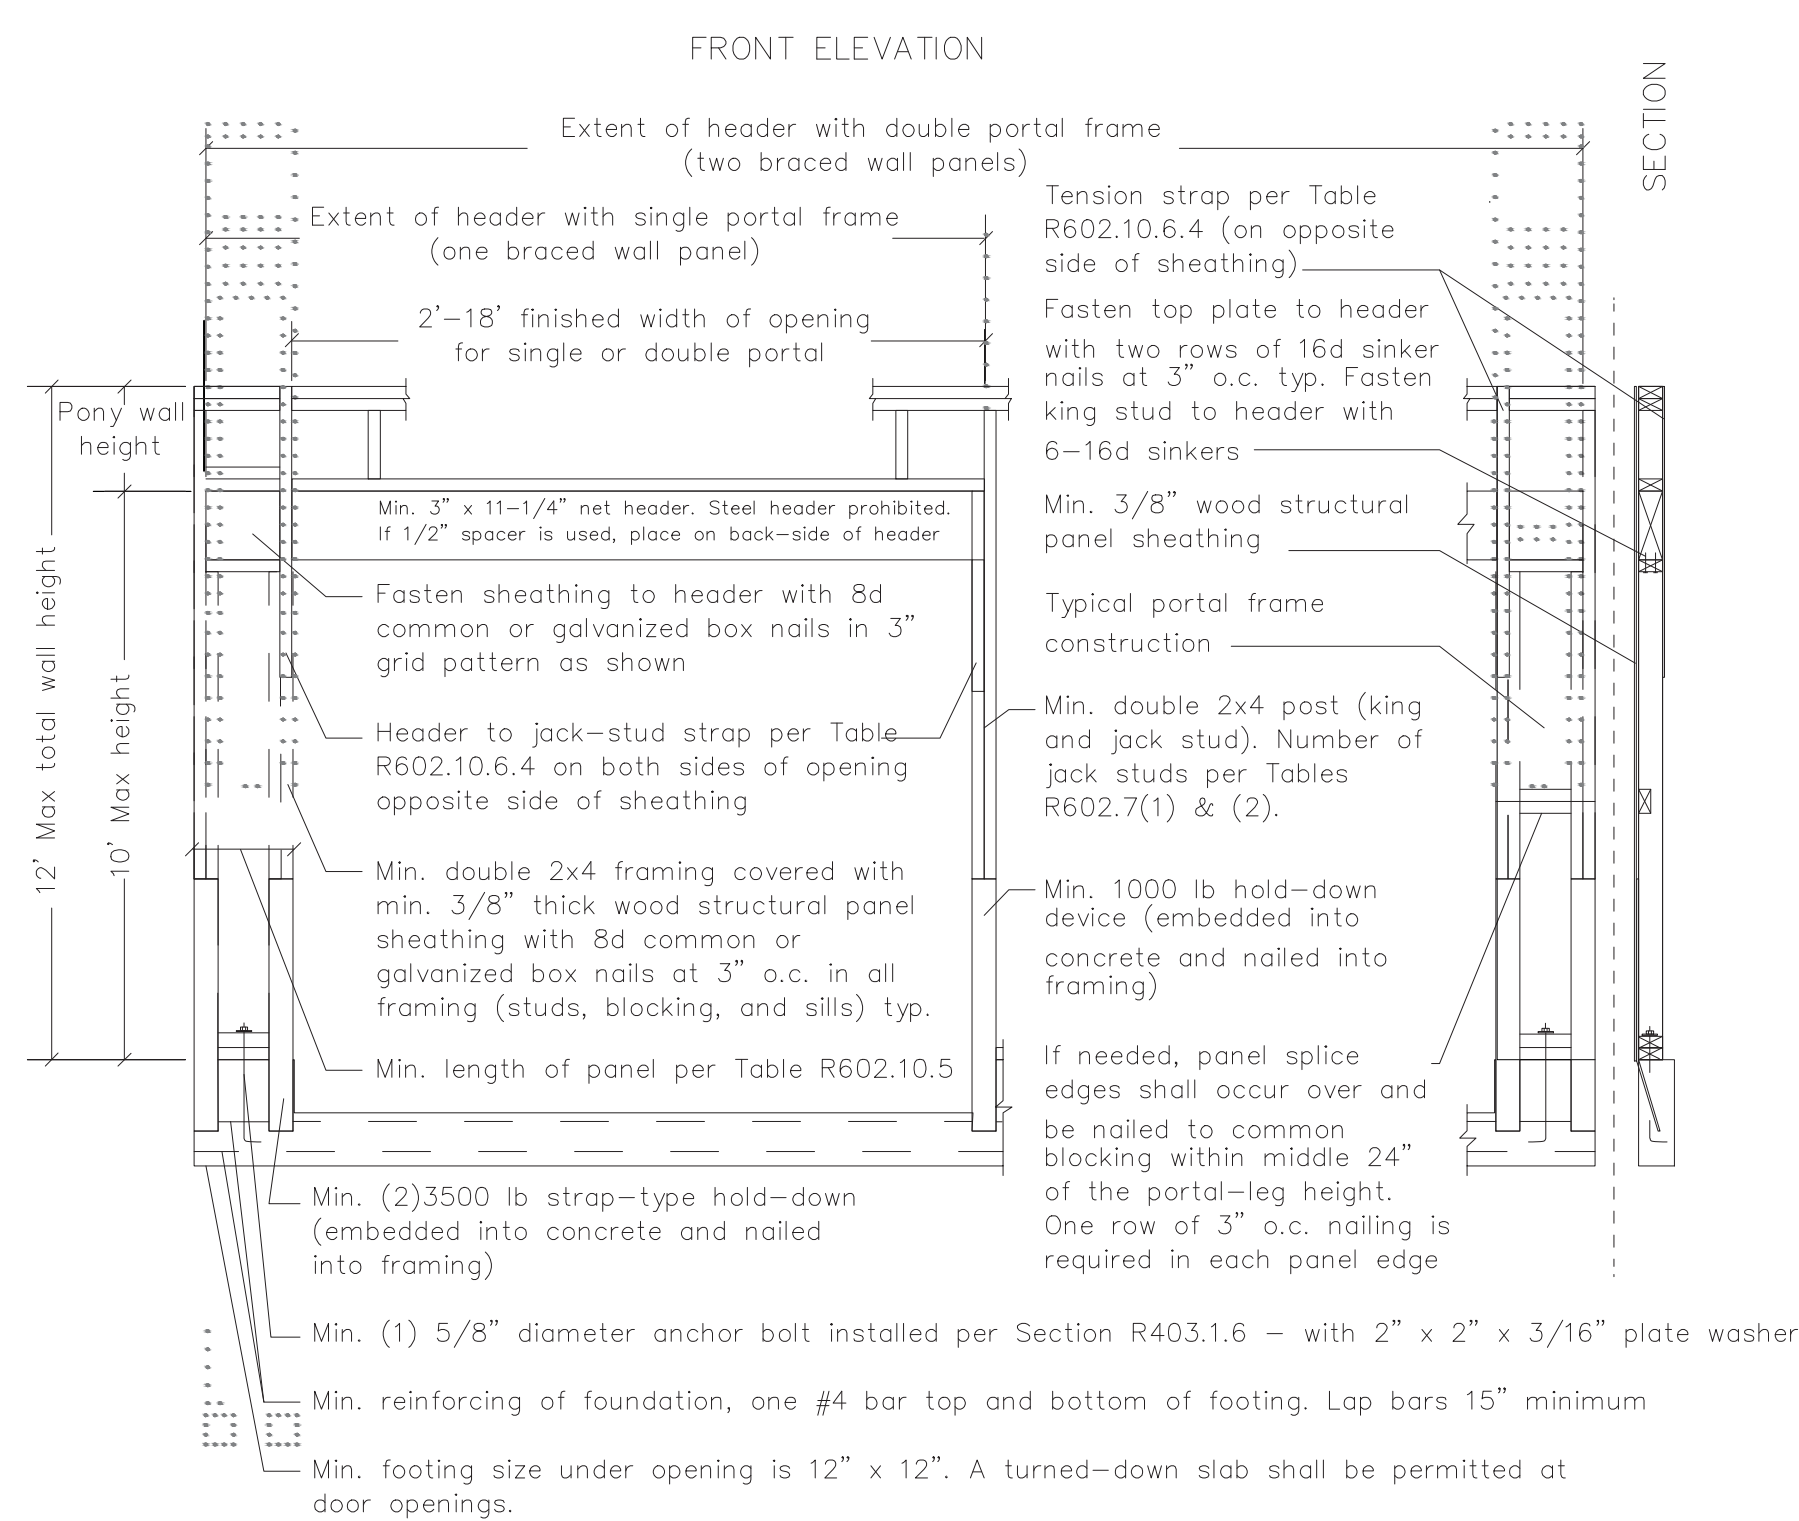 FRONT ELEVATION
SECTION
Extent of header with double portal frame
(two braced wall panels)
Extent of header with single portal frame
(one braced wall panel)
2'-18' finished width of opening
for single or double portal
Pony wall
height
12' Max total wall height
10' Max height
Min. 3" x 11-1/4" net header. Steel header prohibited.
If 1/2" spacer is used, place on back-side of header
Fasten sheathing to header with 8d
common or galvanized box nails in 3"
grid pattern as shown
Header to jack-stud strap per Table
R602.10.6.4 on both sides of opening
opposite side of sheathing
Min. double 2x4 framing covered with
min. 3/8" thick wood structural panel
sheathing with 8d common or
galvanized box nails at 3" o.c. in all
framing (studs, blocking, and sills) typ.
Min. length of panel per Table R602.10.5
Tension strap per Table
R602.10.6.4 (on opposite
side of sheathing)
Fasten top plate to header
with two rows of 16d sinker
nails at 3" o.c. typ. Fasten
king stud to header with
6-16d sinkers
Min. 3/8" wood structural
panel sheathing
Typical portal frame
construction
Min. double 2x4 post (king
and jack stud). Number of
jack studs per Tables
R602.7(1) & (2).
Min. 1000 lb hold-down
device (embedded into
concrete and nailed into
framing)
If needed, panel splice
edges shall occur over and
be nailed to common
blocking within middle 24"
of the portal-leg height.
One row of 3" o.c. nailing is
required in each panel edge
Min. (2)3500 lb strap-type hold-down
(embedded into concrete and nailed
into framing)
Min. (1) 5/8" diameter anchor bolt installed per Section R403.1.6 - with 2" x 2" x 3/16" plate washer
Min. reinforcing of foundation, one #4 bar top and bottom of footing. Lap bars 15" minimum
Min. footing size under opening is 12" x 12". A turned-down slab shall be permitted at
door openings.